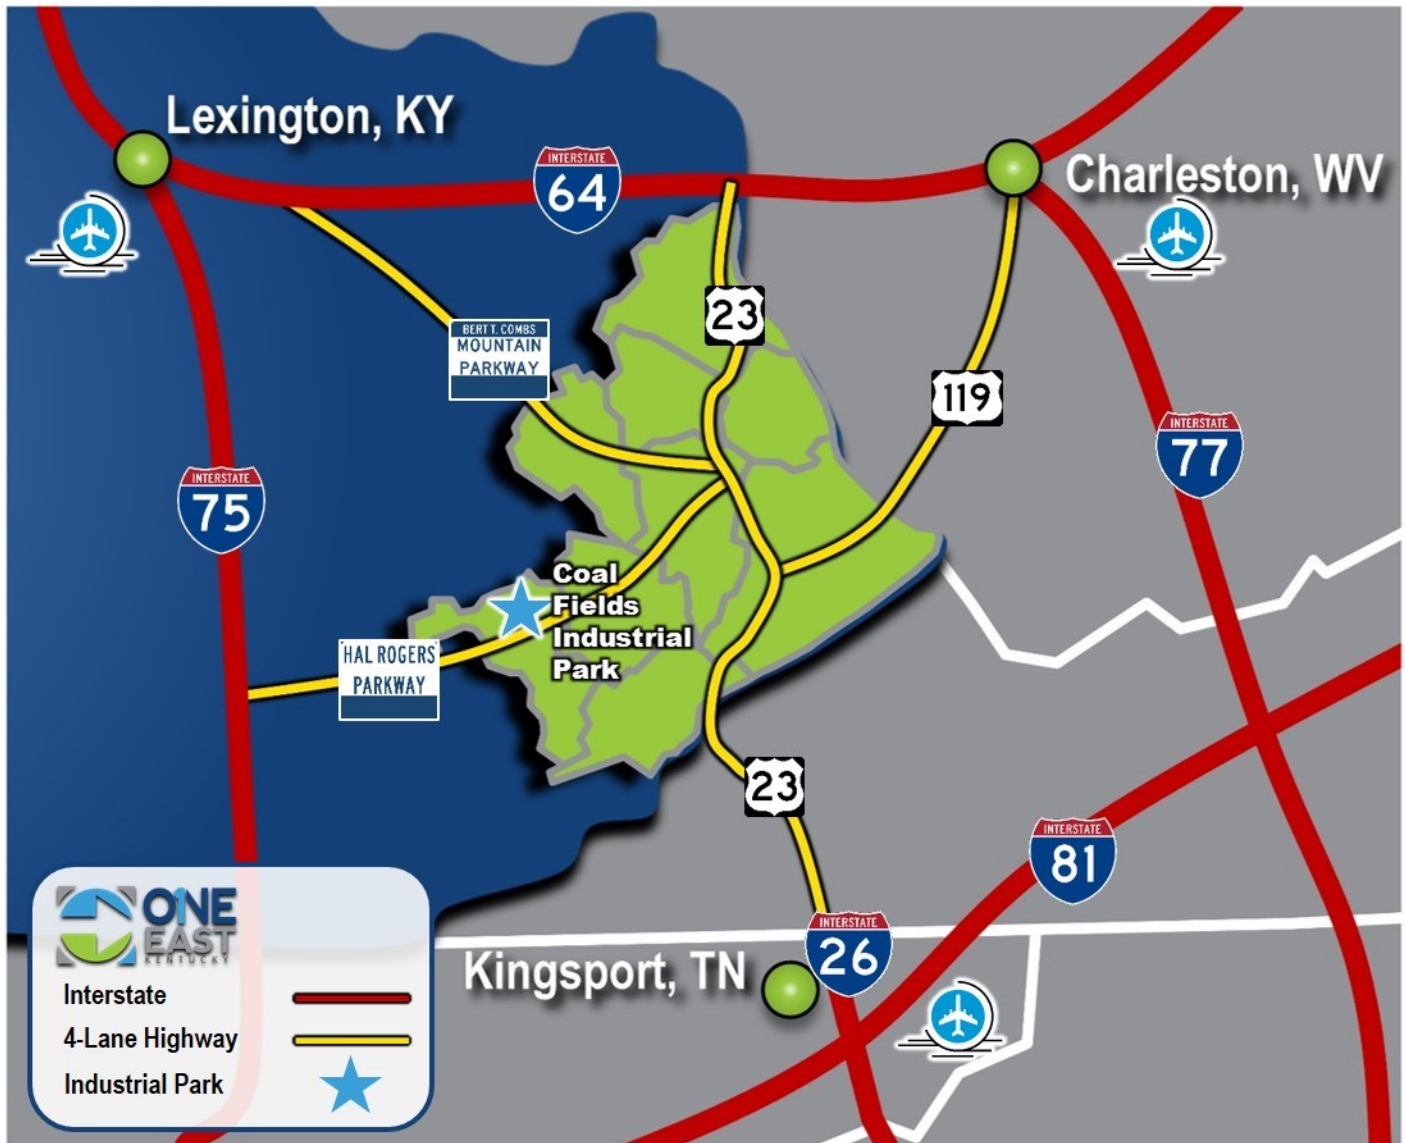 Lexington, KY
INTERSTATE
64
Charleston, WV
23
BERT T. COMBS
MOUNTAIN
PARKWAY
119
INTERSTATE
77
INTERSTATE
75
Coal
Fields
Industrial
Park
HAL ROGERS
PARKWAY
23
INTERSTATE
81
ONE
EAST
KENTUCKY
INTERSTATE
26
Kingsport, TN
Interstate
4-Lane Highway
Industrial Park